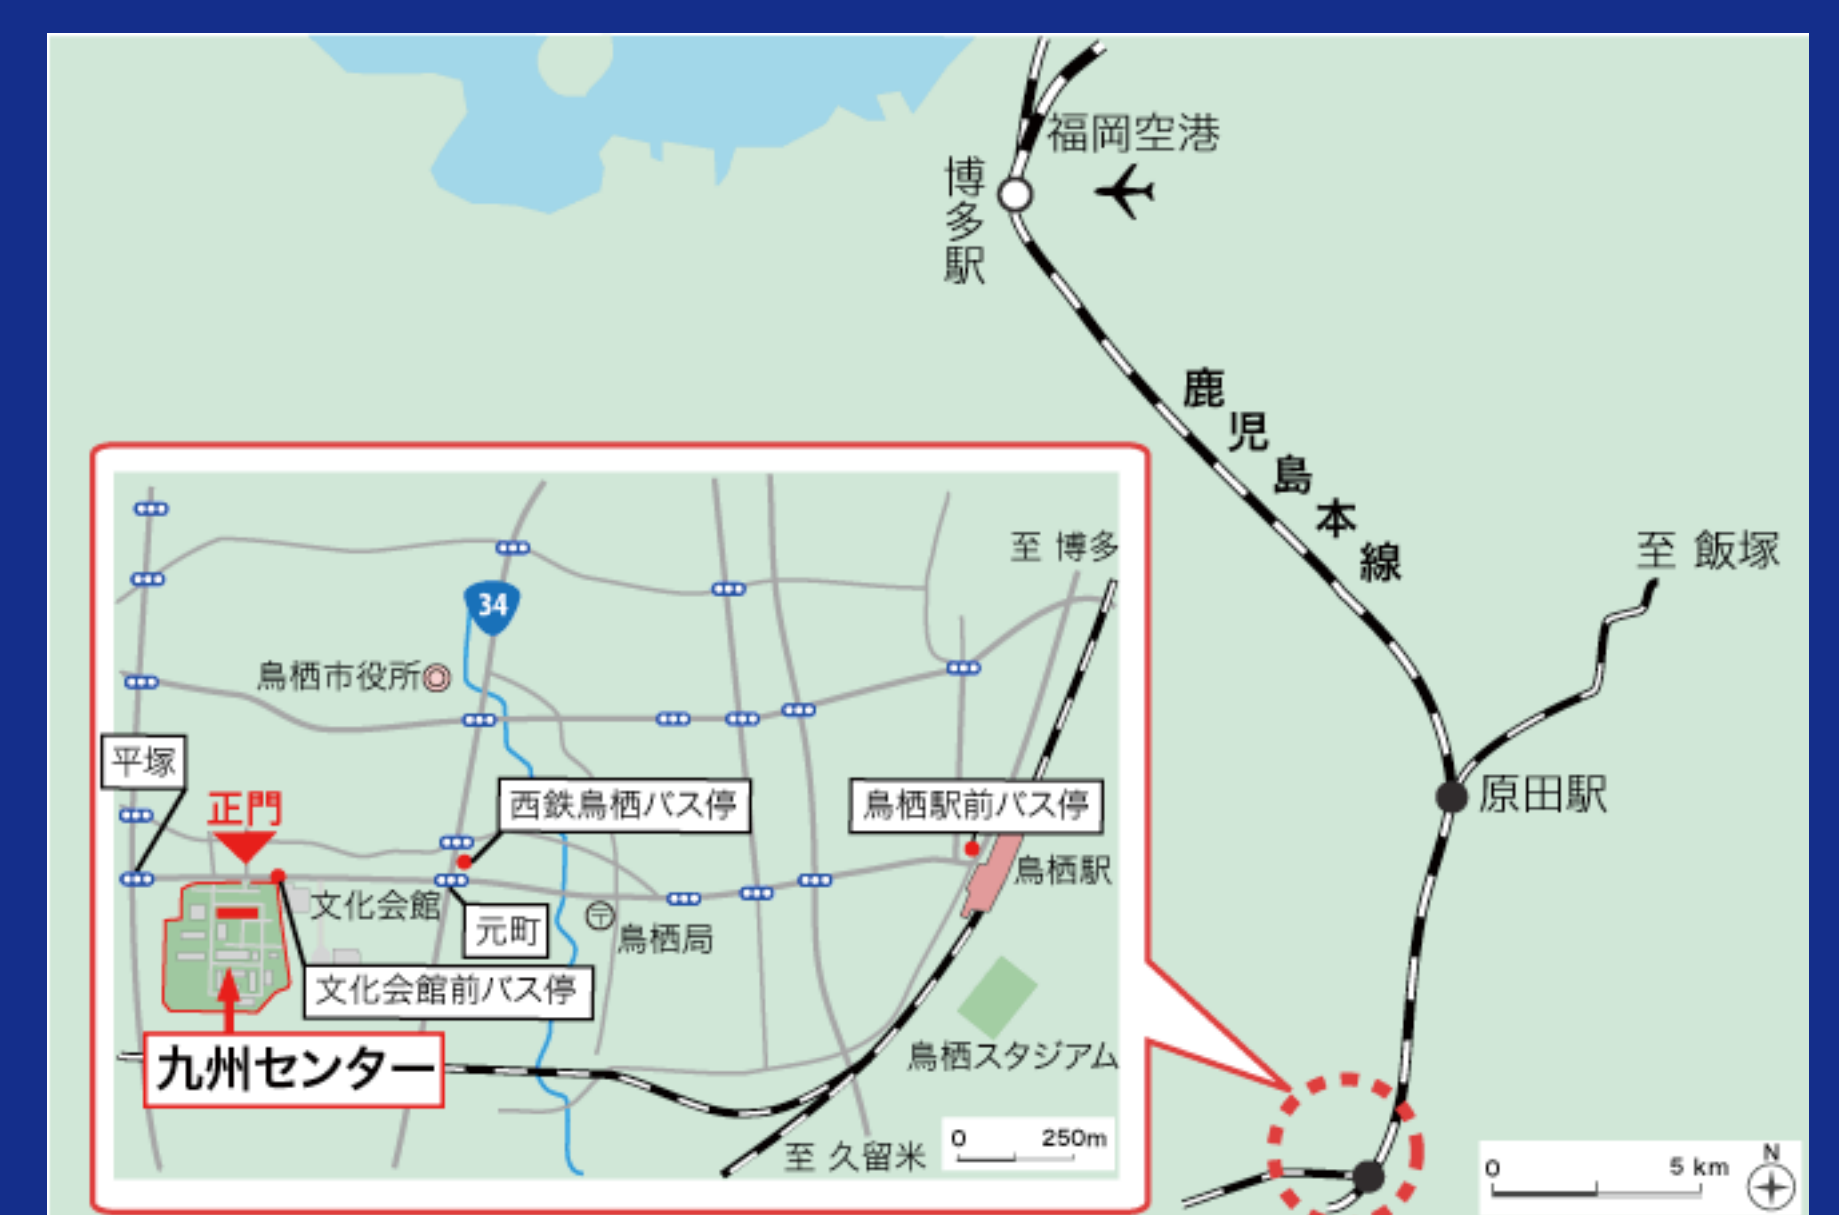 福岡空港
博多駅
鹿児島本線
至 飯塚
原田駅
至 博多
34
鳥栖市役所
平塚
正門
西鉄鳥栖バス停
鳥栖駅前バス停
鳥栖駅
文化会館
元町
鳥栖局
文化会館前バス停
九州センター
鳥栖スタジアム
至 久留米
0 250m
0 5 km
N